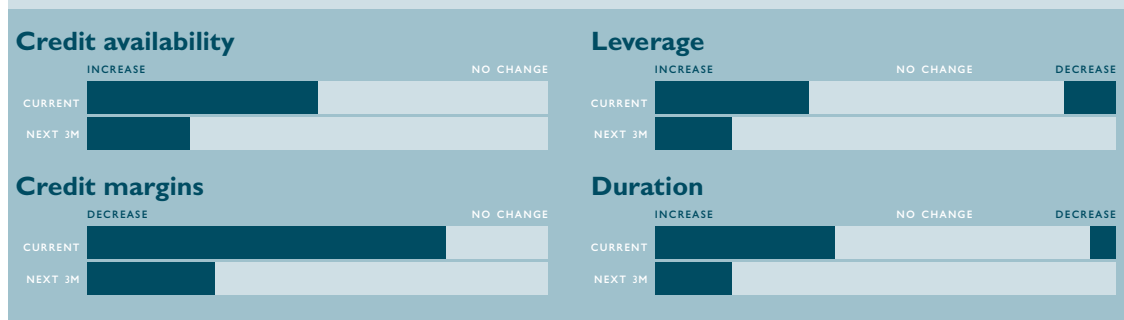 Credit availability
INCREASE NO CHANGE
CURRENT
NEXT 3M
Leverage
INCREASE NO CHANGE DECREASE
CURRENT
NEXT 3M
Credit margins
DECREASE NO CHANGE
CURRENT
NEXT 3M
Duration
INCREASE NO CHANGE DECREASE
CURRENT
NEXT 3M